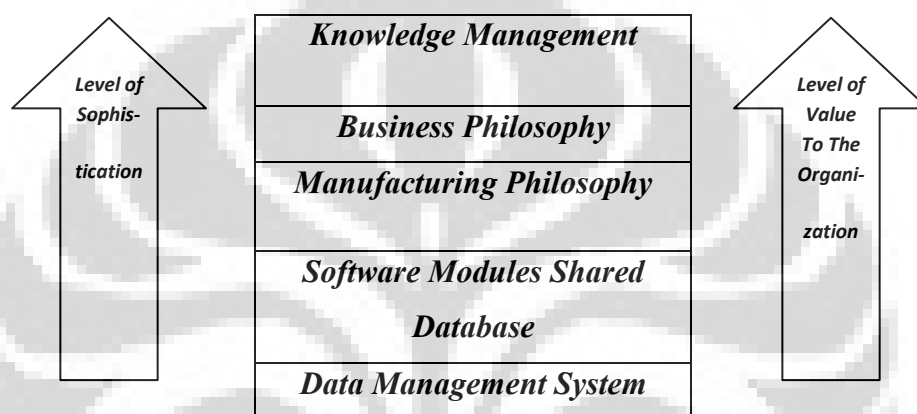 Level of
Sophis-
tication
Knowledge Management
Business Philosophy
Manufacturing Philosophy
Software Modules Shared
Database
Data Management System
Level of
Value
To The
Organi-
zation